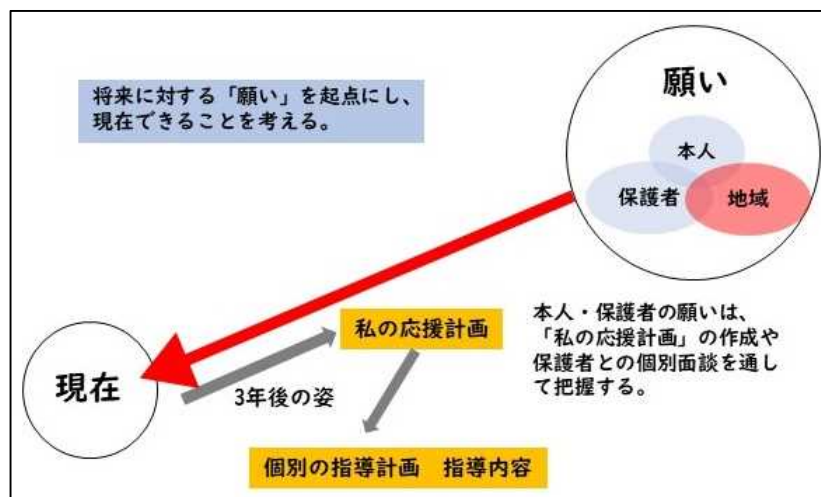 将来に対する「願い」を起点にし、
現在できることを考える。
願い
本人
保護者
地域
本人・保護者の願いは、
「私の応援計画」の作成や
保護者との個別面談を通し
て把握する。
私の応援計画
現在
3年後の姿
個別の指導計画　指導内容